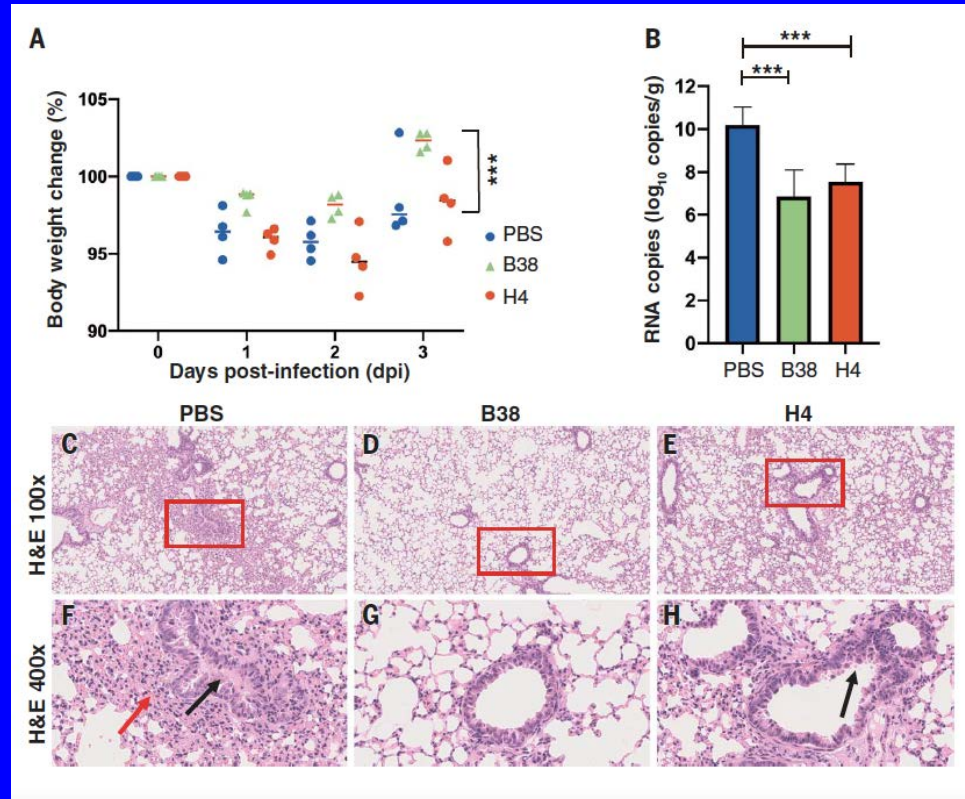 A
Body weight change (%)
105
100
95
90
0 1 2 3
Days post-infection (dpi)
***
PBS
B38
H4
B
***
***
RNA copies (log10 copies/g)
12
10
8
6
4
2
0
PBS B38 H4
PBS B38 H4
H&E 100x
C D E
H&E 400x
F G H